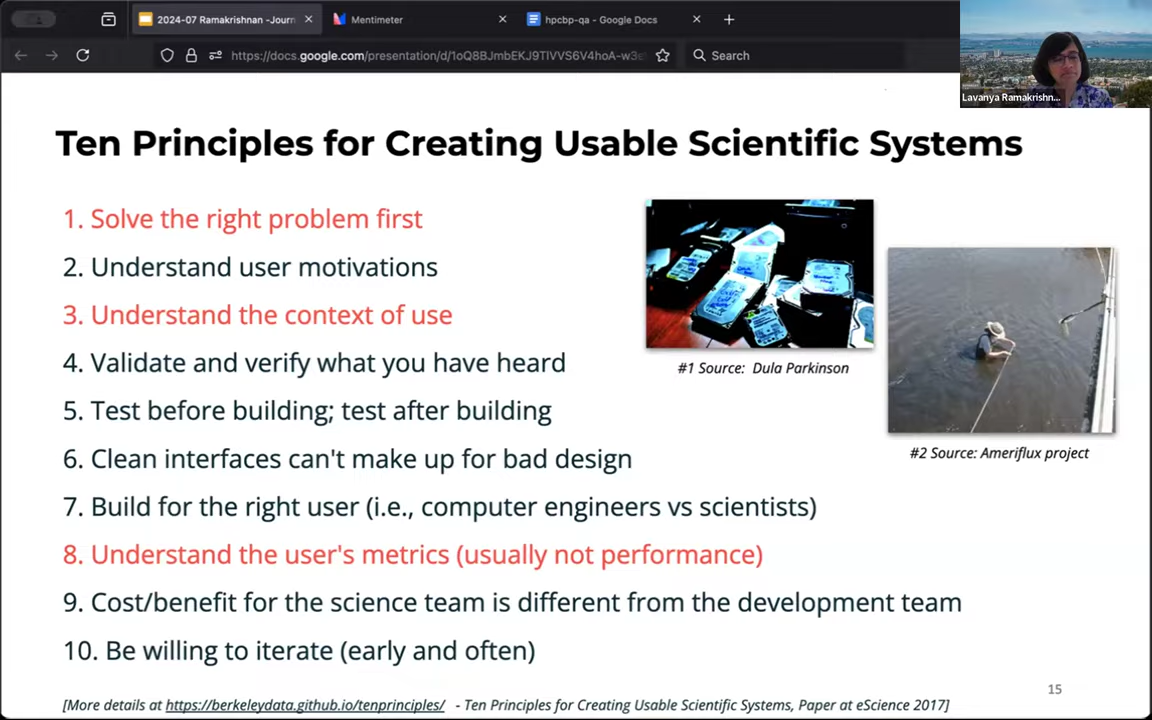 2024-07 Ramakrishnan -Journ
Mentimeter
hpcbp-qa - Google Docs
https://docs.google.com/presentation/d/1oQ8BJmbEKJ9TlVVS6V4hoA-w3e
Search
Lavanya Ramakrishn...
Ten Principles for Creating Usable Scientific Systems
1. Solve the right problem first
2. Understand user motivations
3. Understand the context of use
4. Validate and verify what you have heard
5. Test before building; test after building
6. Clean interfaces can't make up for bad design
7. Build for the right user (i.e., computer engineers vs scientists)
8. Understand the user's metrics (usually not performance)
9. Cost/benefit for the science team is different from the development team
10. Be willing to iterate (early and often)
#1 Source: Dula Parkinson
#2 Source: Ameriflux project
15
[More details at https://berkeleydata.github.io/tenprinciples/ - Ten Principles for Creating Usable Scientific Systems, Paper at eScience 2017]